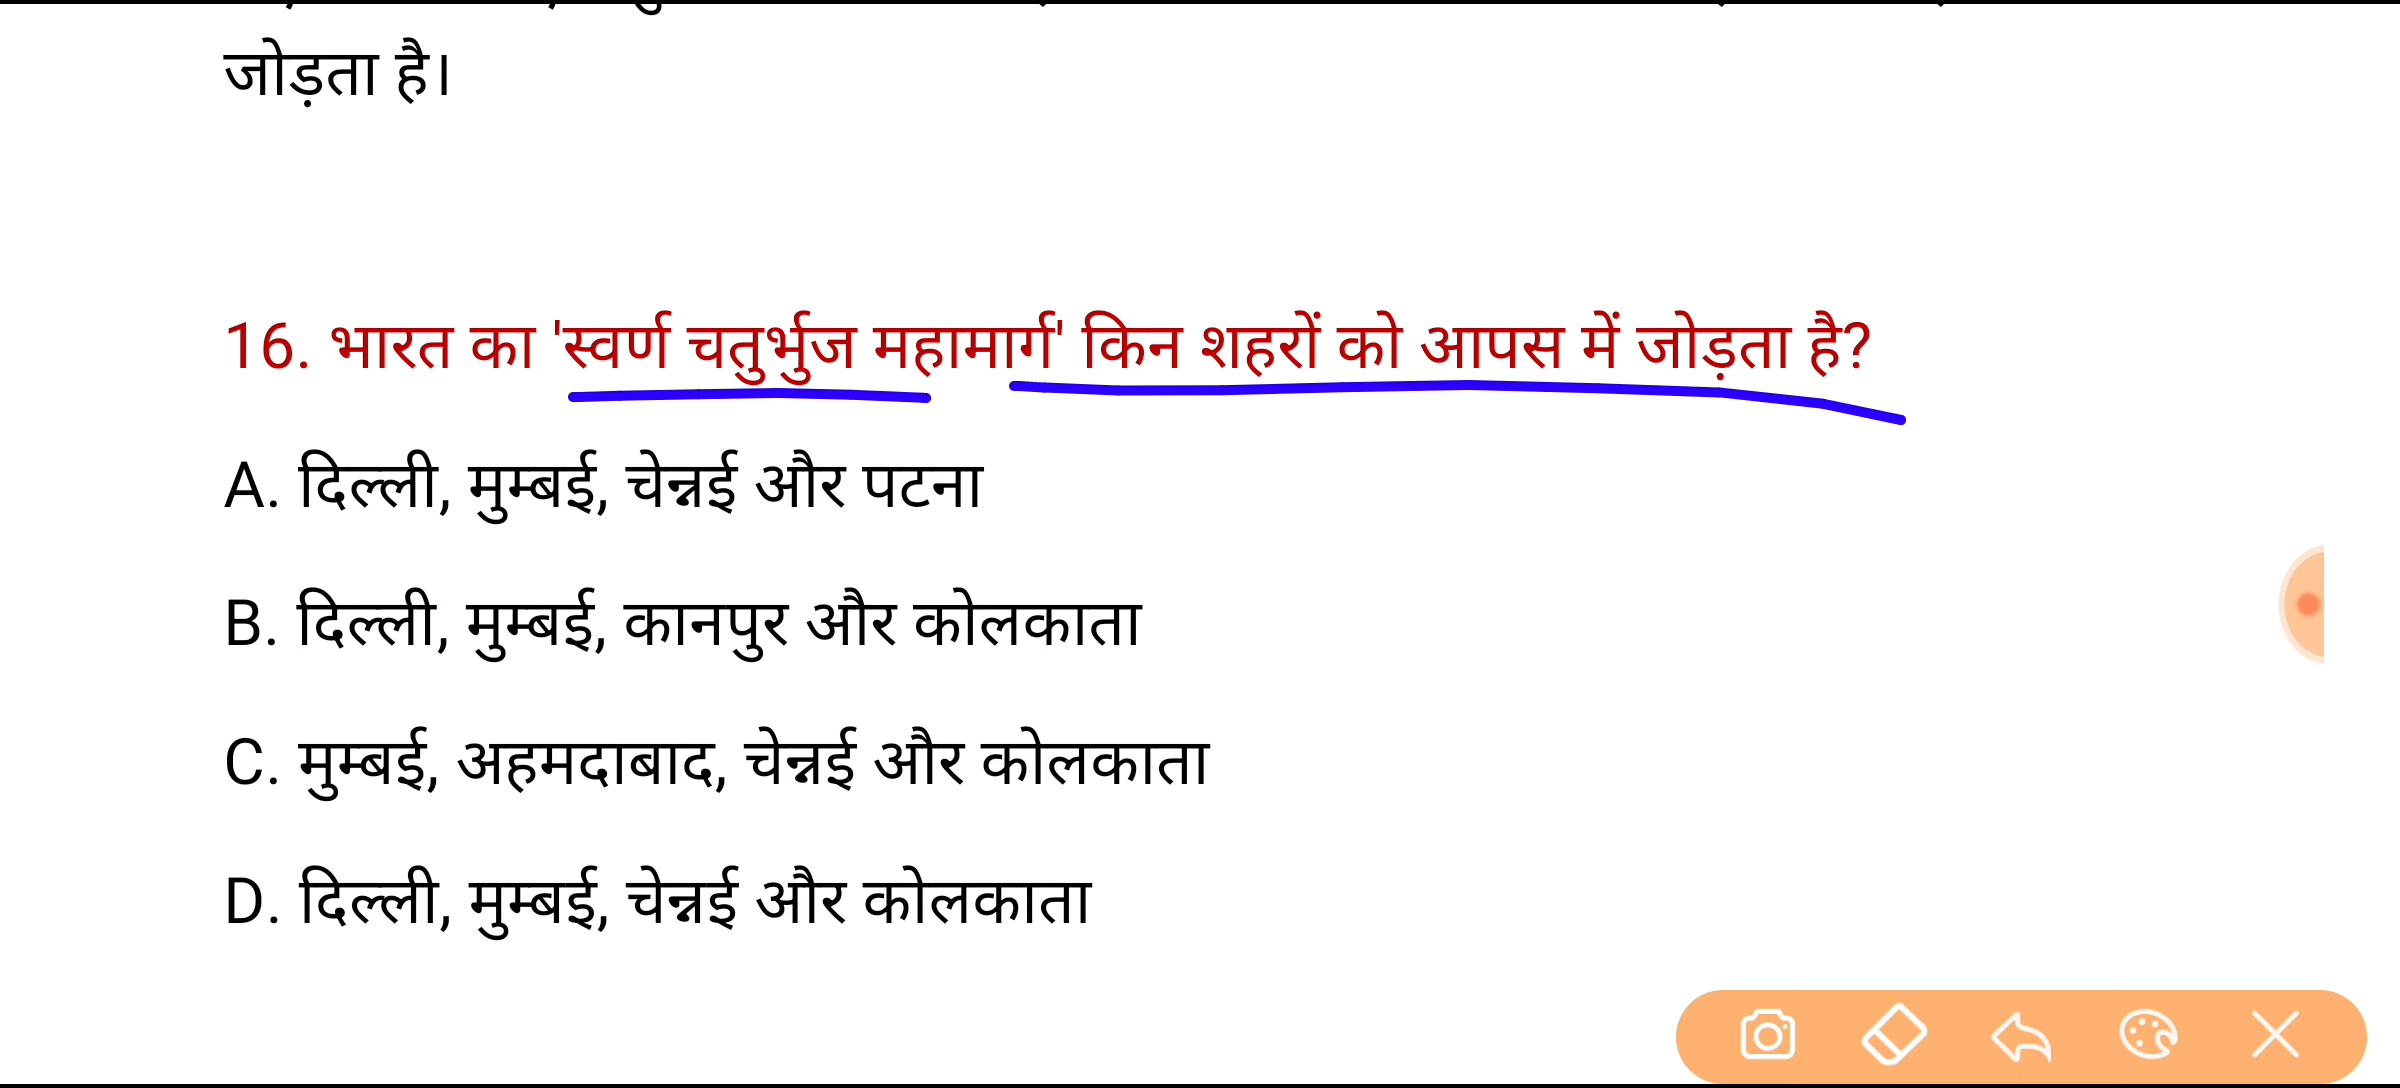 जोड़ता है।
16. भारत का 'स्वर्ण चतुर्भुज महामार्ग' किन शहरों को आपस में जोड़ता है?
A. दिल्ली, मुम्बई, चेन्नई और पटना
B. दिल्ली, मुम्बई, कानपुर और कोलकाता
C. मुम्बई, अहमदाबाद, चेन्नई और कोलकाता
D. दिल्ली, मुम्बई, चेन्नई और कोलकाता